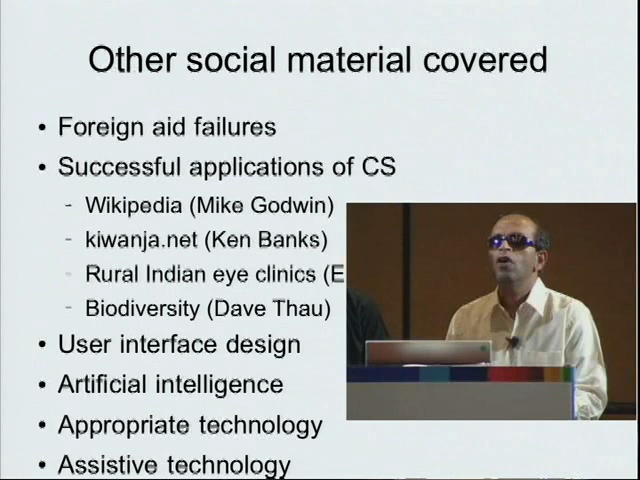 Other social material covered
• Foreign aid failures
• Successful applications of CS
- Wikipedia (Mike Godwin)
- kiwanja.net (Ken Banks)
- Rural Indian eye clinics (E
- Biodiversity (Dave Thau)
• User interface design
• Artificial intelligence
• Appropriate technology
• Assistive technology